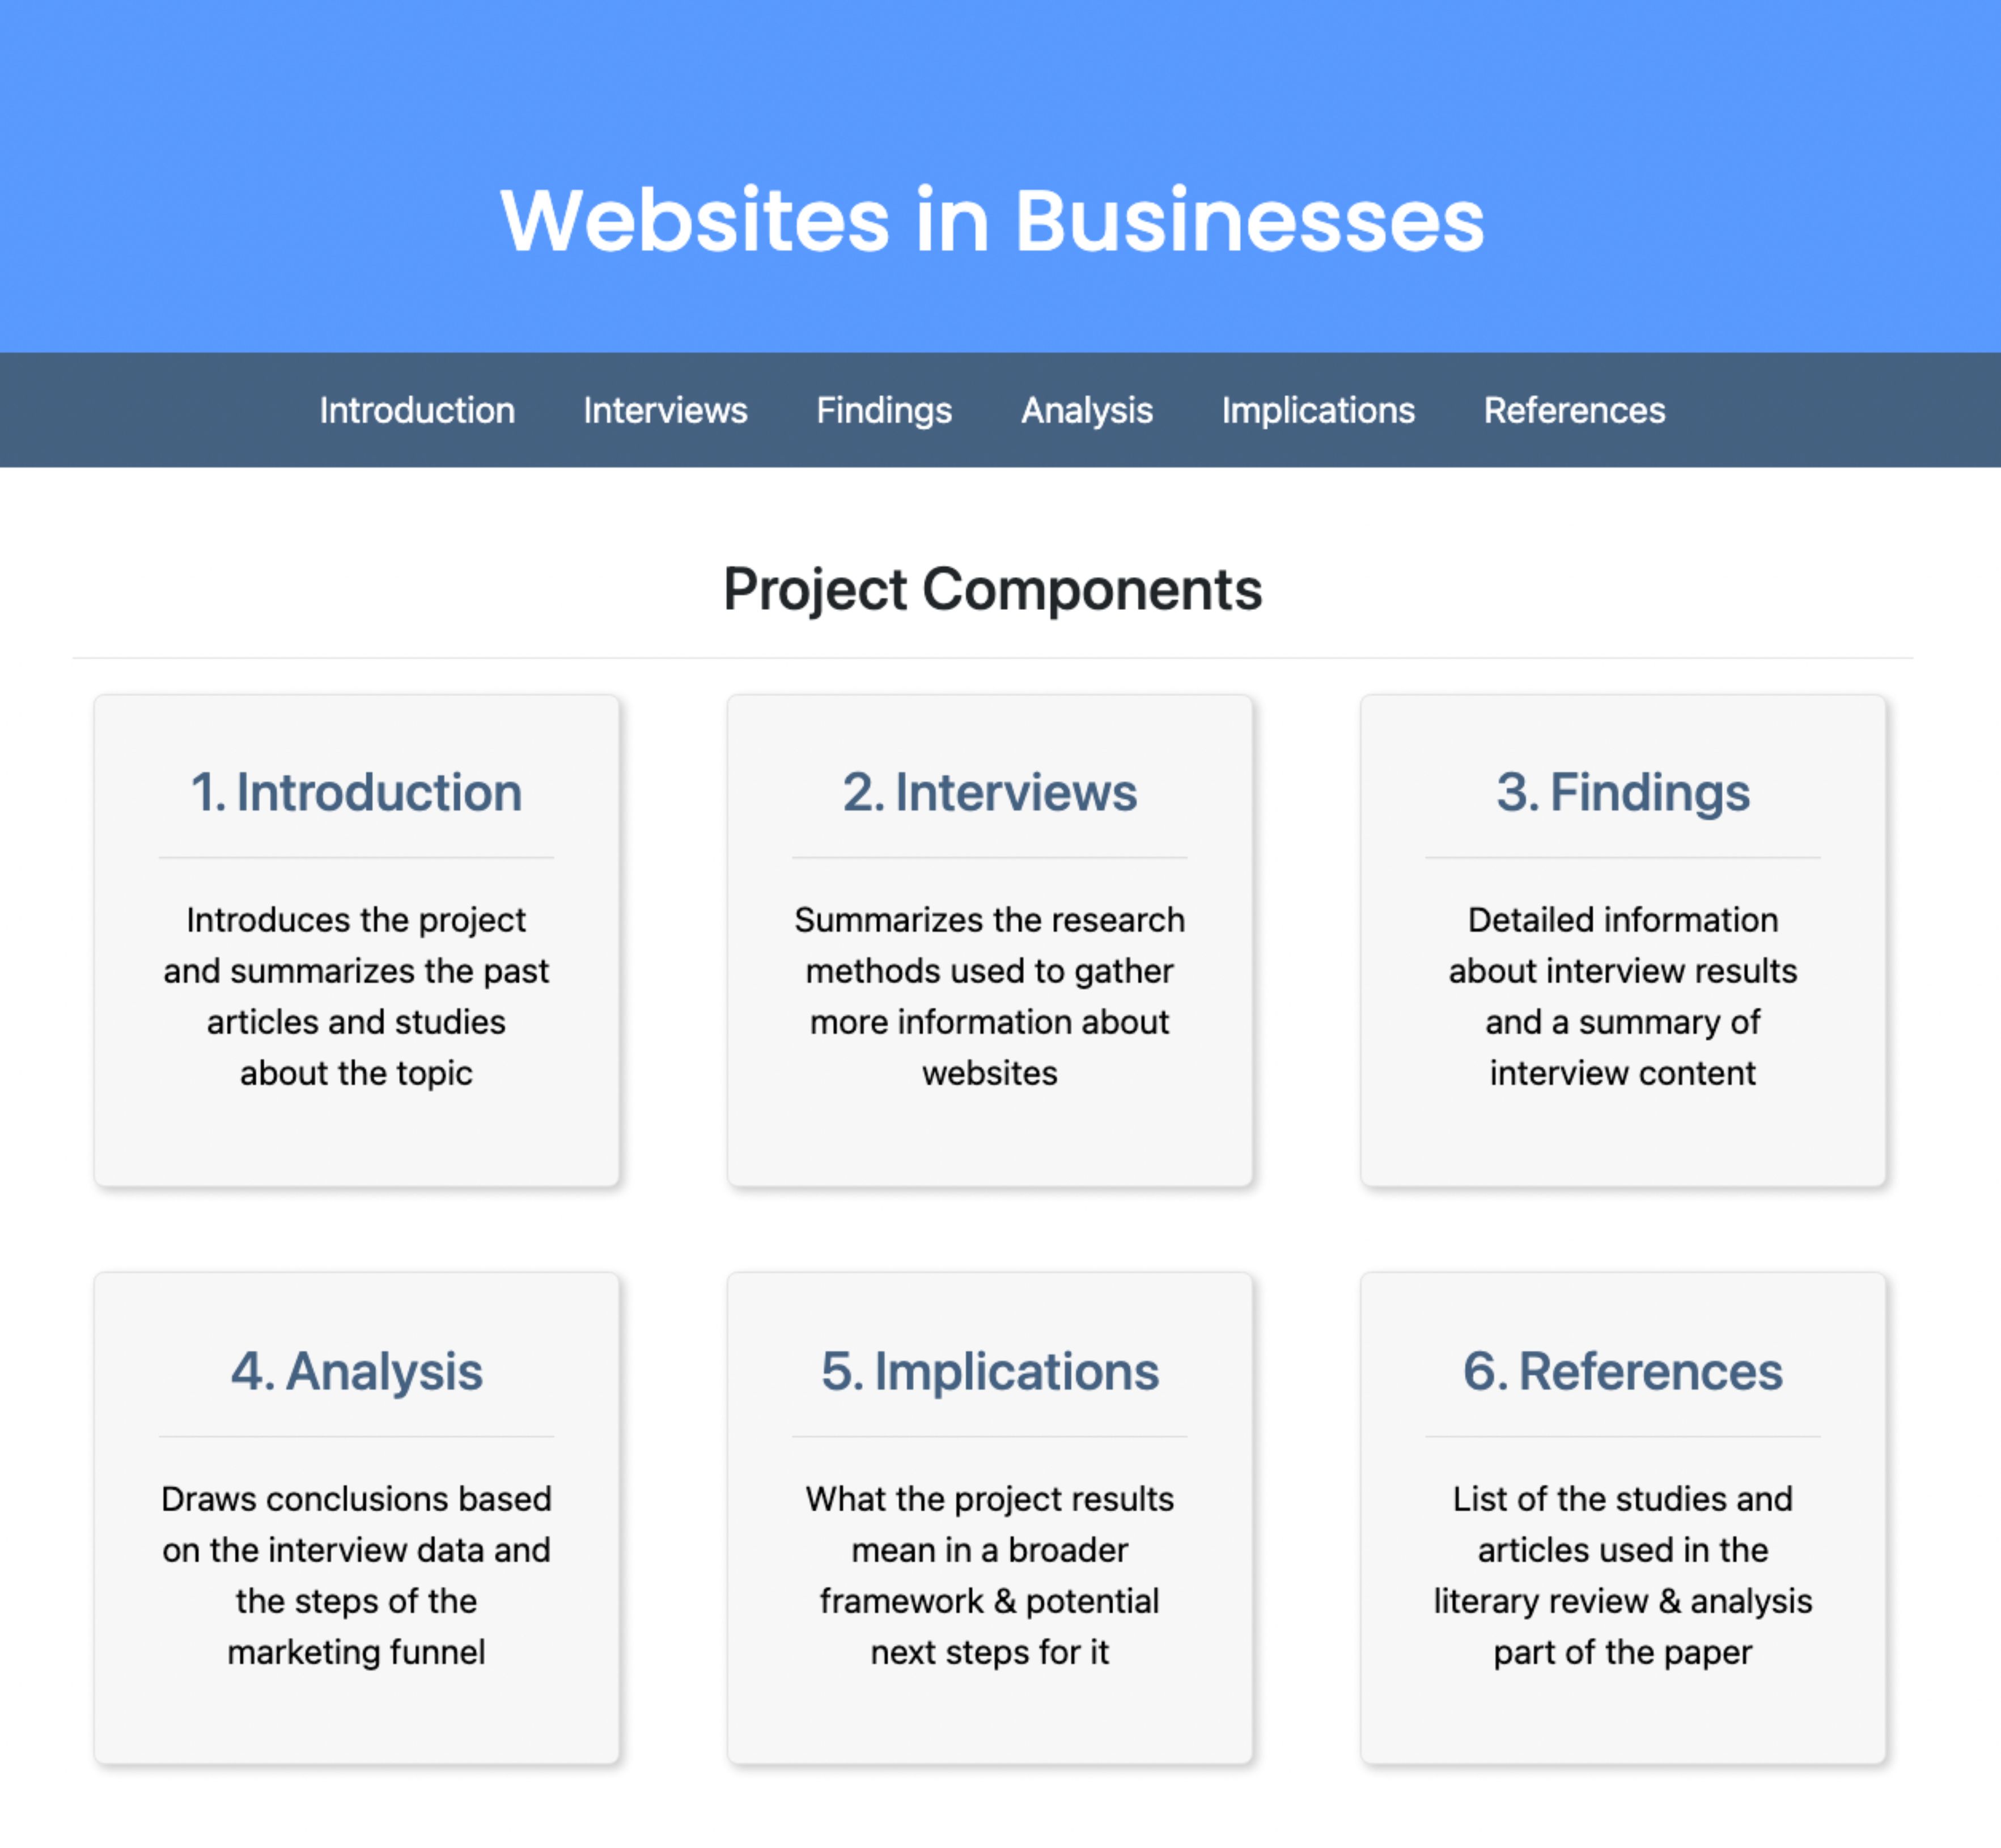 Websites in Businesses
Introduction Interviews Findings Analysis Implications References
Project Components
1. Introduction
Introduces the project
and summarizes the past
articles and studies
about the topic
2. Interviews
Summarizes the research
methods used to gather
more information about
websites
3. Findings
Detailed information
about interview results
and a summary of
interview content
4. Analysis
Draws conclusions based
on the interview data and
the steps of the
marketing funnel
5. Implications
What the project results
mean in a broader
framework & potential
next steps for it
6. References
List of the studies and
articles used in the
literary review & analysis
part of the paper